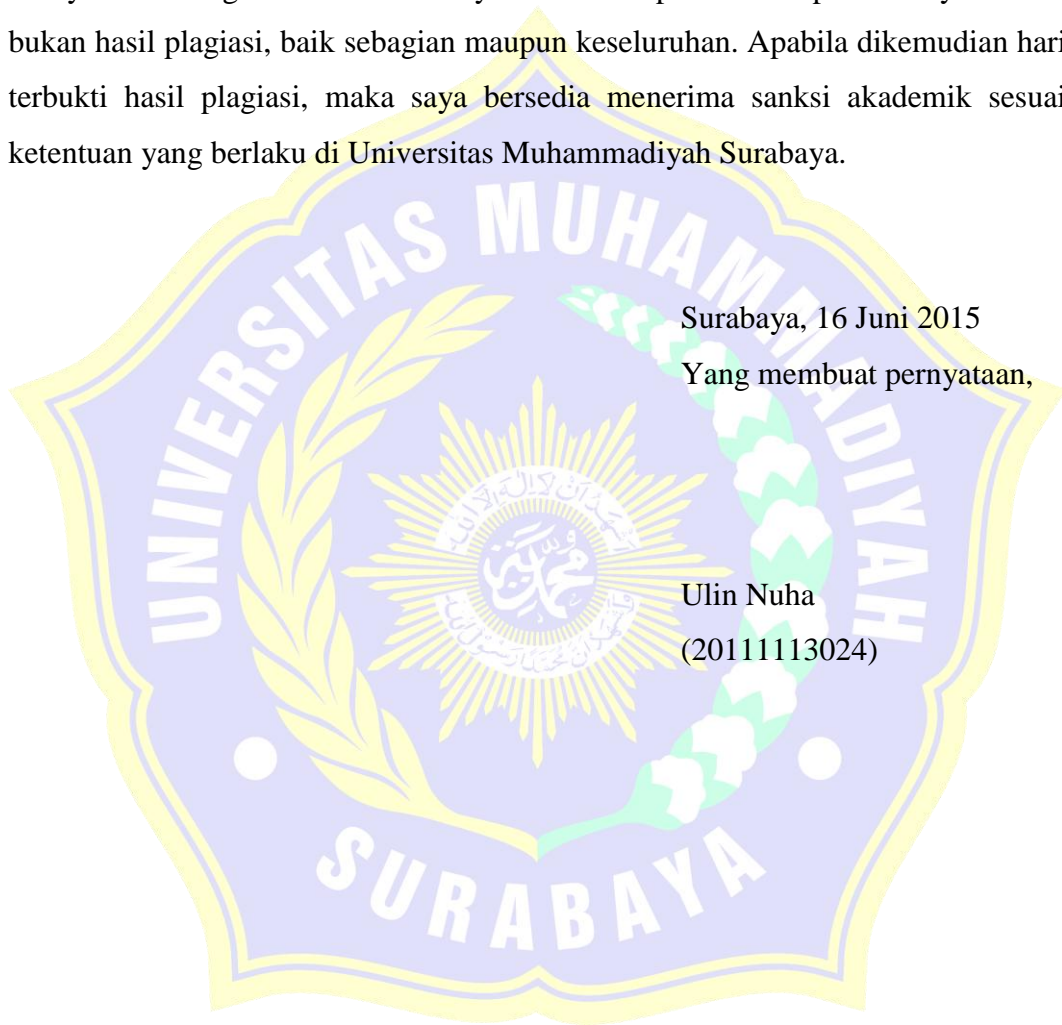 bukan hasil plagiasi, baik sebagian maupun keseluruhan. Apabila dikemudian hari
terbukti hasil plagiasi, maka saya bersedia menerima sanksi akademik sesuai
ketentuan yang berlaku di Universitas Muhammadiyah Surabaya.
UNIVERSITAS MUHAMMADIYAH
Surabaya, 16 Juni 2015
Yang membuat pernyataan,
محمد
Ulin Nuha
(20111113024)
SURABAYA